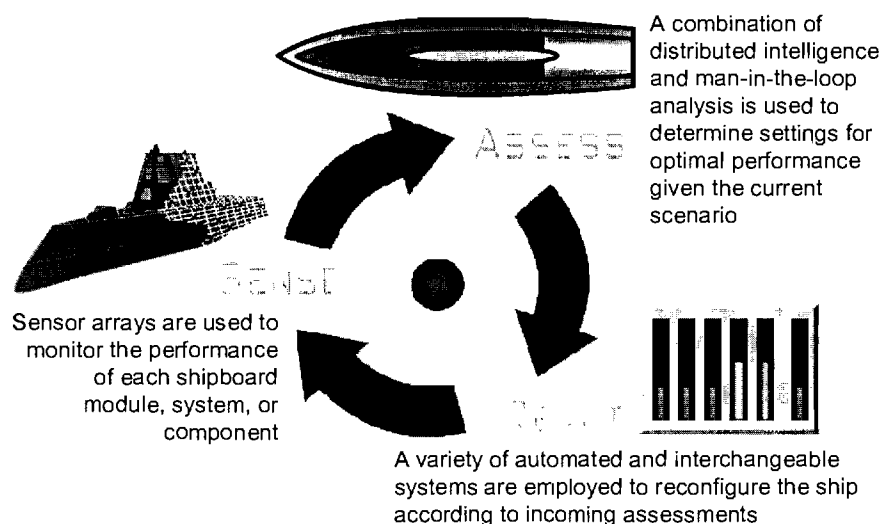 A combination of
distributed intelligence
and man-in-the-loop
analysis is used to
determine settings for
optimal performance
given the current
scenario
ASSESS
SENSE
Sensor arrays are used to
monitor the performance
of each shipboard
module, system, or
component
A variety of automated and interchangeable
systems are employed to reconfigure the ship
according to incoming assessments